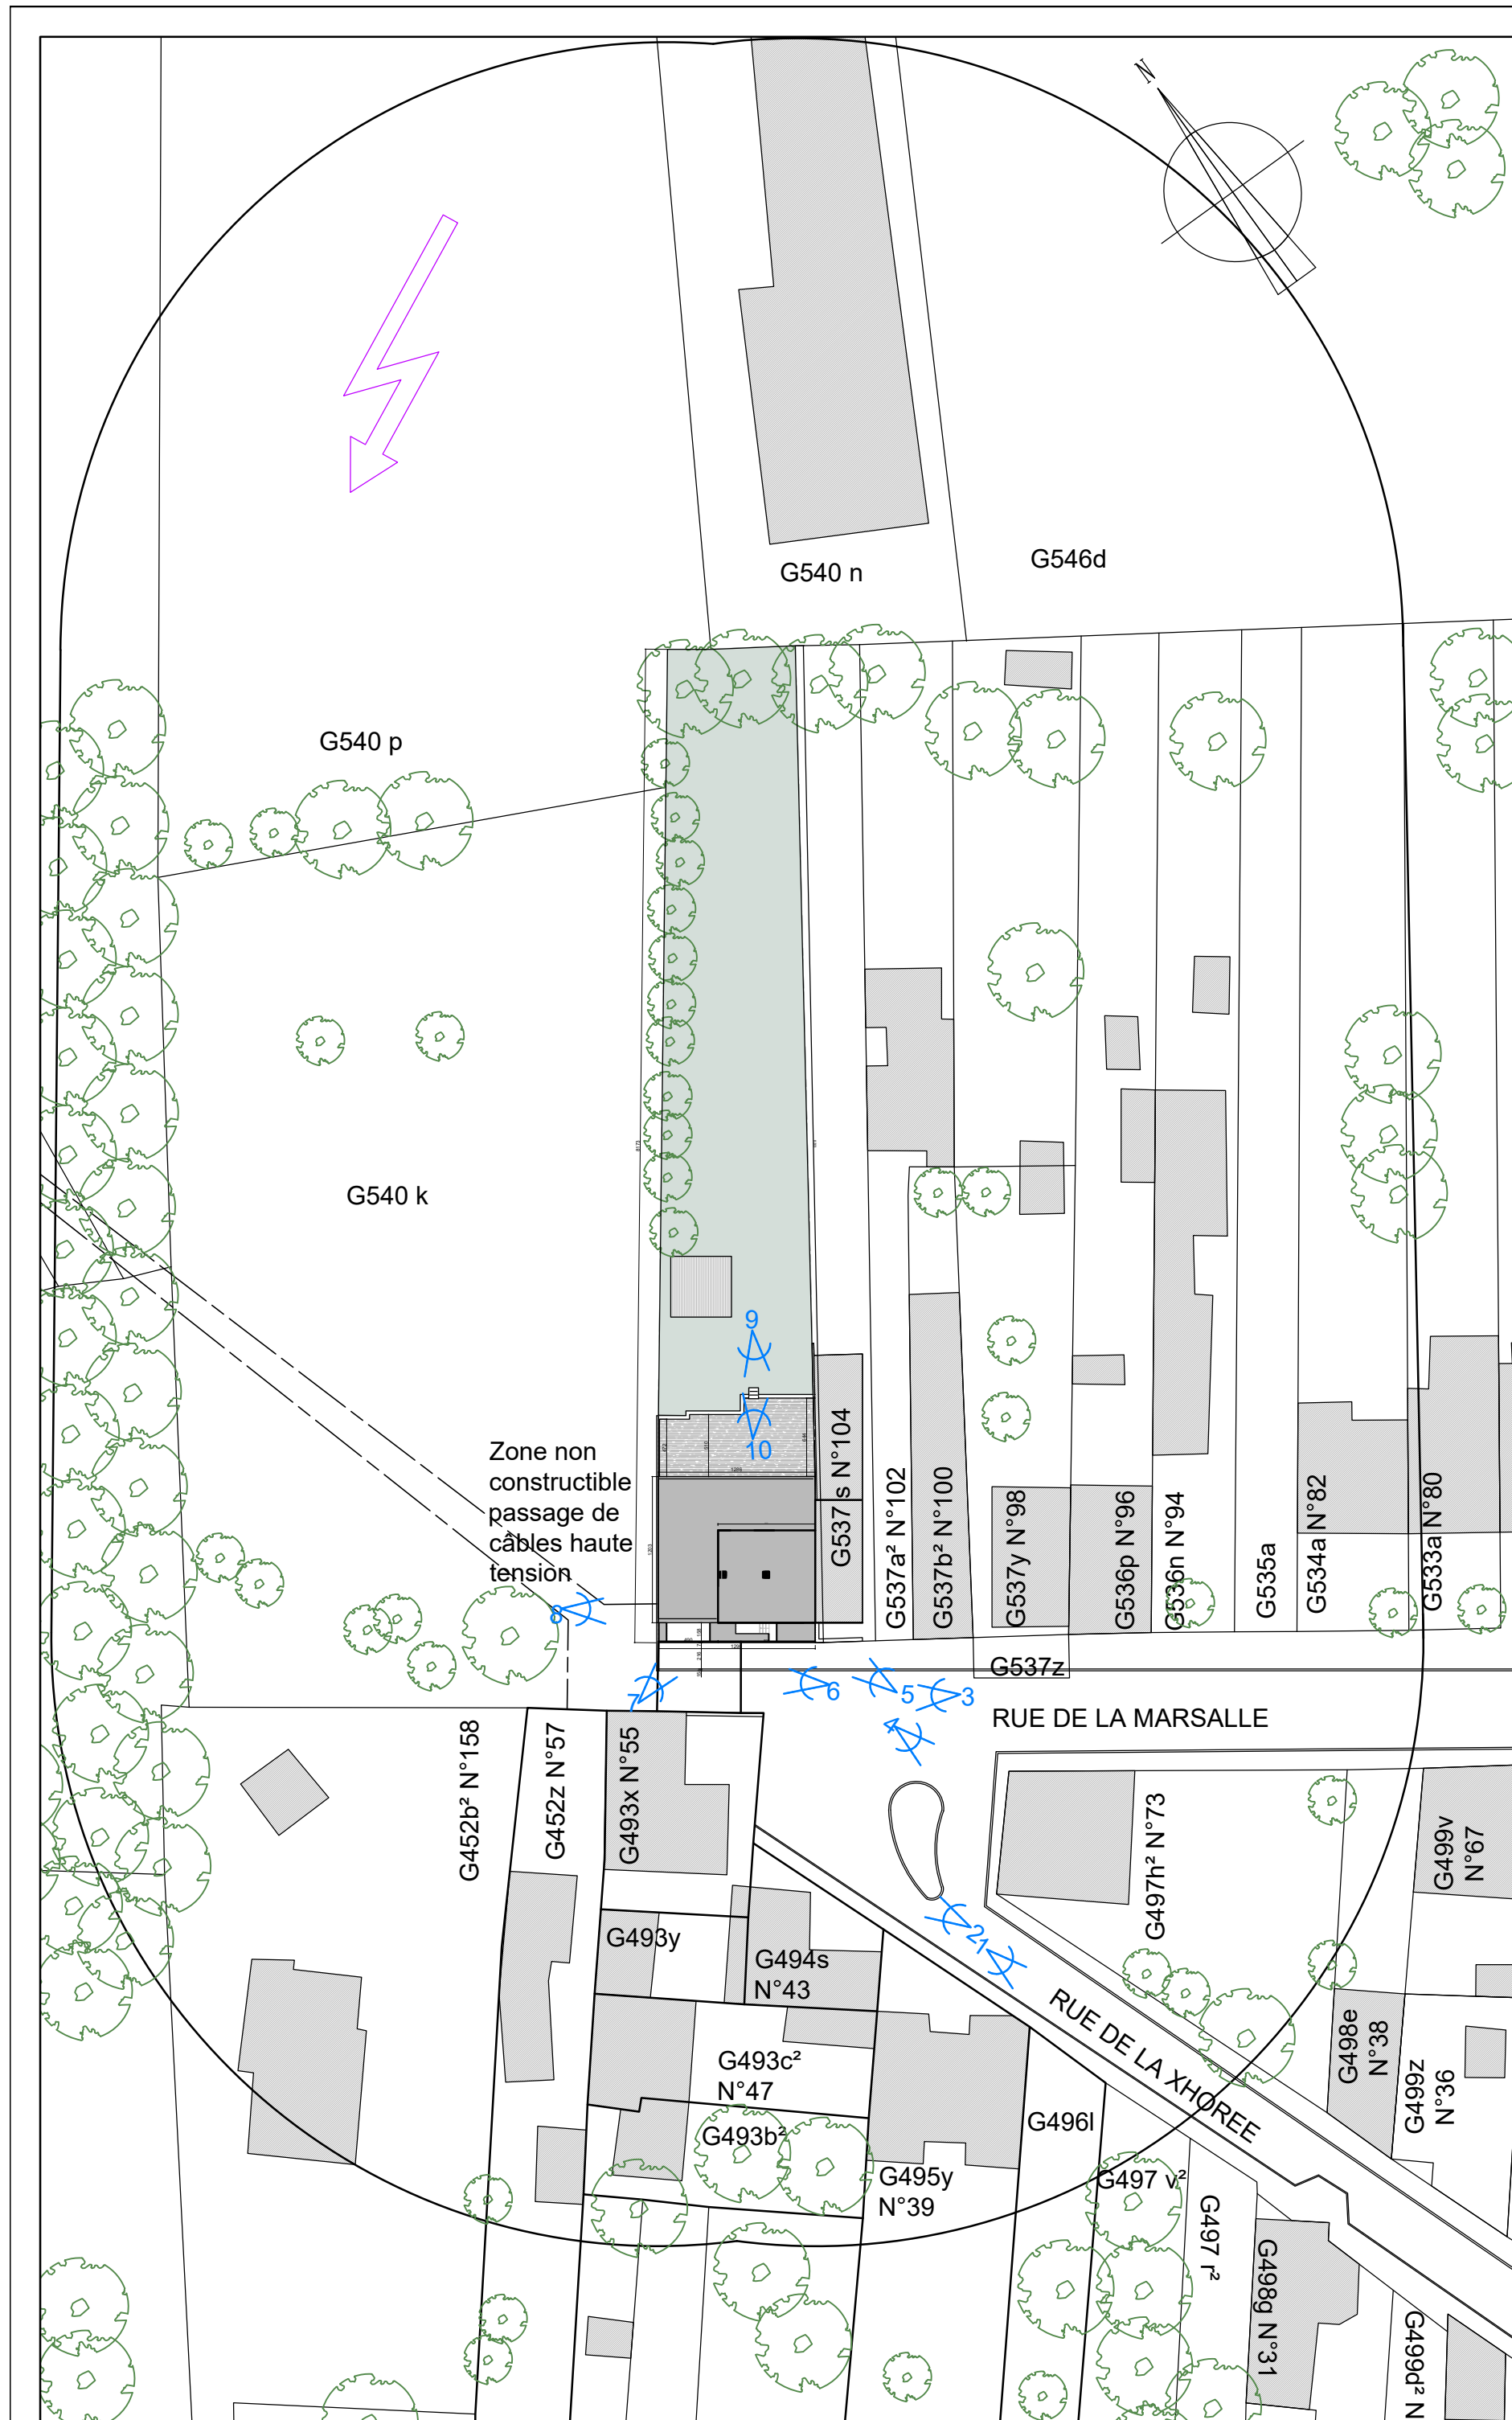 N
G540 n
G546d
G540 p
G540 k
9
10
Zone non
constructible
passage de
câbles haute
tension
8
G537 s N°104
G537a² N°102
G537b² N°100
G537y N°98
G536p N°96
G536n N°94
G535a
G534a N°82
G533a N°80
G537z
7
6
5
3
4
RUE DE LA MARSALLE
G452b² N°158
G452z N°57
G493x N°55
G497h² N°73
G499v
N°67
G493y
G494s
N°43
2
1
RUE DE LA XHOREE
G498e
N°38
G499z
N°36
G493c²
N°47
G493b²
G496l
G495y
N°39
G497 v²
G497 r²
G498g N°31
G499d² N